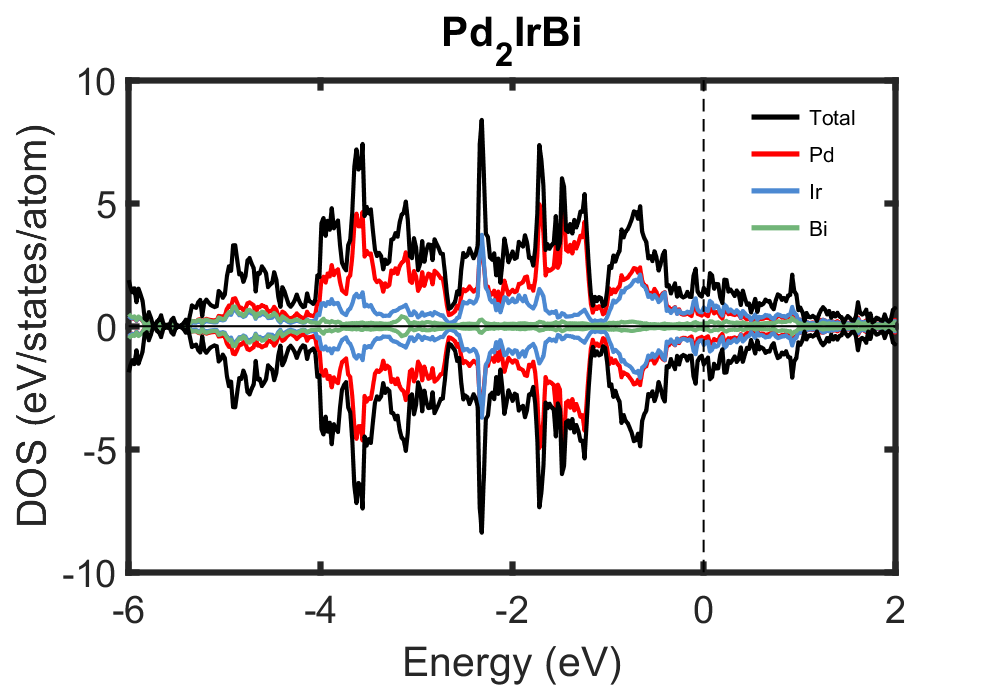 Pd2IrBi
10
5
0
-5
-10
DOS (eV/states/atom)
Total
Pd
Ir
Bi
-6
-4
-2
0
2
Energy (eV)